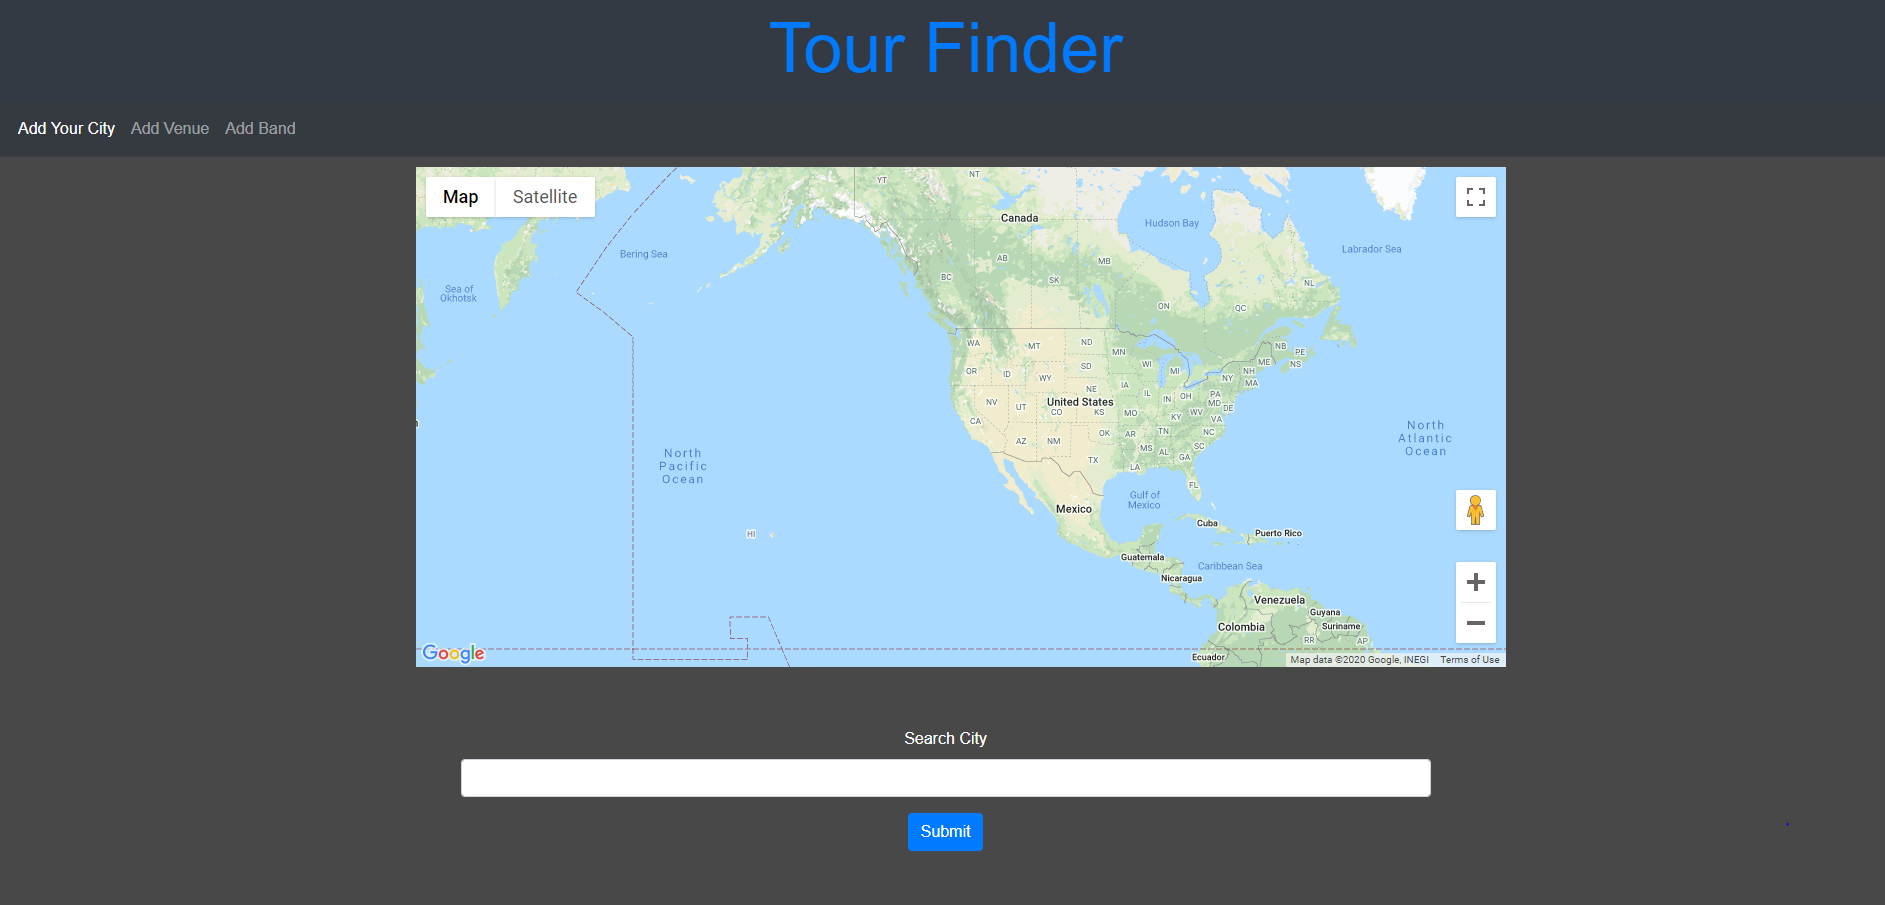 Tour Finder
Add Your City Add Venue Add Band
Map Satellite
YT
NT
Canada
Hudson Bay
Labrador Sea
Bering Sea
AB
MB
BC
SK
Sea of
Okhotsk
NL
ON
QC
WA
MT
ND
MN
NB
PE
OR
ID
SD
WI
MI
ME
NS
WY
NH
NY
MA
NE
IA
NV
UT
United States
CO
KS
IL
IN
OH
PA
MD
DE
MO
KY
WV
VA
CA
AZ
NM
OK
AR
TN
NC
MS
AL
SC
GA
TX
LA
FL
North
Atlantic
Ocean
North
Pacific
Ocean
Gulf of
Mexico
Mexico
Cuba
Puerto Rico
HI
Guatemala
Caribbean Sea
Nicaragua
Venezuela
Guyana
Suriname
Colombia
RR
AP
Ecuador
Google
Map data ©2020 Google, INEGI Terms of Use
Search City
Submit